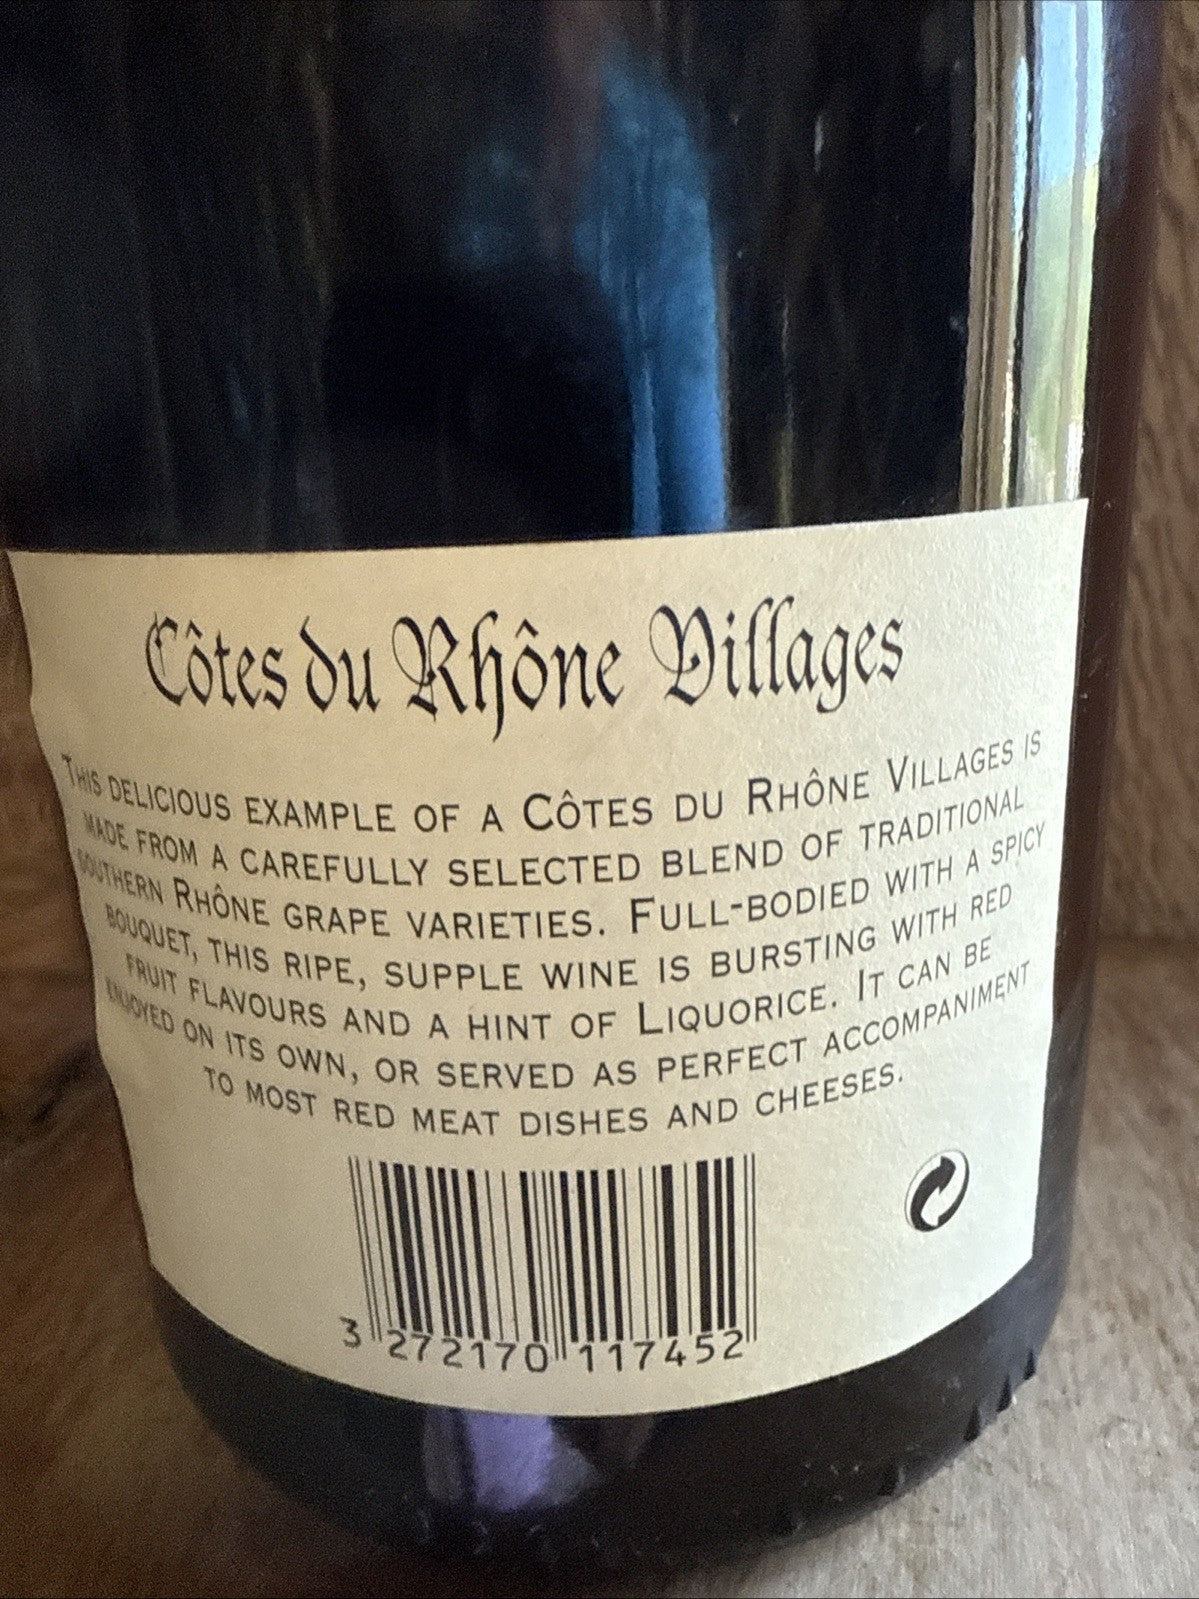 Côtes du Rhône Villages
THIS DELICIOUS EXAMPLE OF A CÔTES DU RHÔNE VILLAGES IS
MADE FROM A CAREFULLY SELECTED BLEND OF TRADITIONAL
SOUTHERN RHÔNE GRAPE VARIETIES. FULL-BODIED WITH A SPICY
BOUQUET, THIS RIPE, SUPPLE WINE IS BURSTING WITH RED
FRUIT FLAVOURS AND A HINT OF LIQUORICE. IT CAN BE
ENJOYED ON ITS OWN, OR SERVED AS PERFECT ACCOMPANIMENT
TO MOST RED MEAT DISHES AND CHEESES.
3 272170 117452